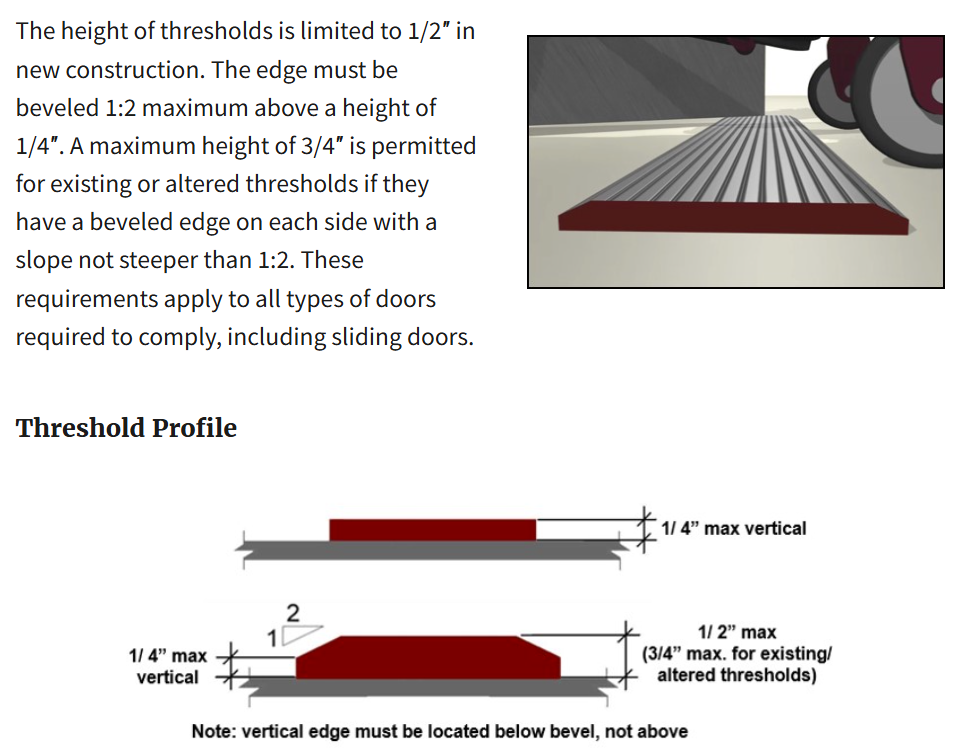 The height of thresholds is limited to 1/2″ in
new construction. The edge must be
beveled 1:2 maximum above a height of
1/4″. A maximum height of 3/4″ is permitted
for existing or altered thresholds if they
have a beveled edge on each side with a
slope not steeper than 1:2. These
requirements apply to all types of doors
required to comply, including sliding doors.
Threshold Profile
1/ 4” max vertical
2
1
1/ 4” max
vertical
1/ 2” max
(3/4” max. for existing/
altered thresholds)
Note: vertical edge must be located below bevel, not above